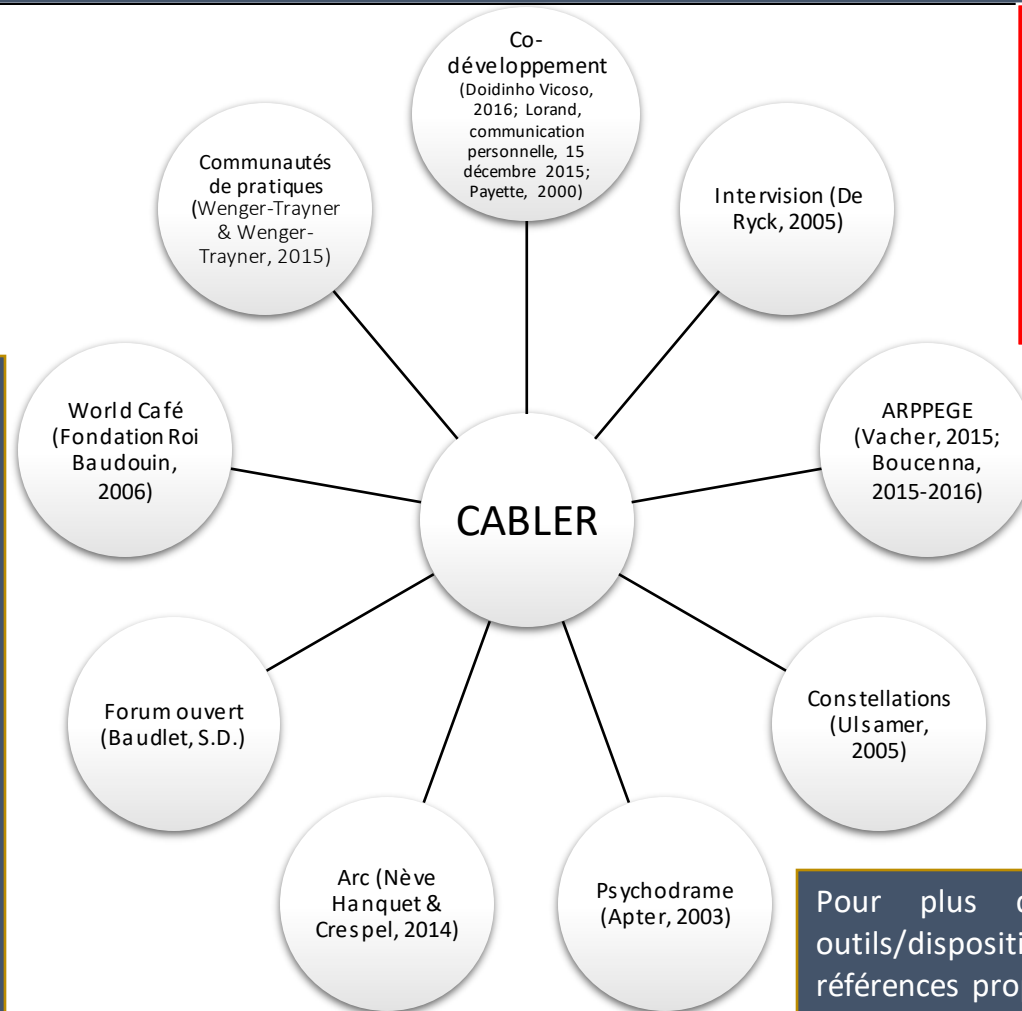 Co-
développement
(Doidinho Vicoso,
2016; Lorand,
communication
personnelle, 15
décembre 2015;
Payette, 2000)
Communautés
de pratiques
(Wenger-Trayner
& Wenger-
Trayner, 2015)
Intervision (De
Ryck, 2005)
World Café
(Fondation Roi
Baudouin,
2006)
ARPPEGE
(Vacher, 2015;
Boucenna,
2015-2016)
CABLER
Forum ouvert
(Baudlet, S.D.)
Constellations
(Ulsamer,
2005)
Arc (Nève
Hanquet &
Crespel, 2014)
Psychodrame
(Apter, 2003)
Pour plus
outils/dispositi
références pro